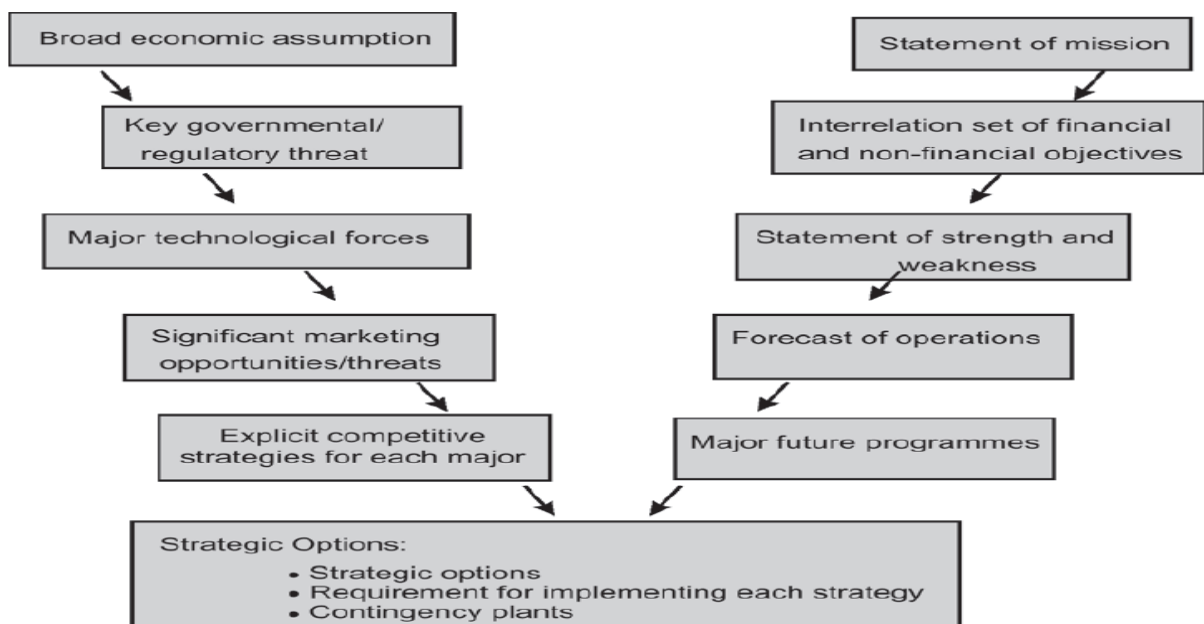 Broad economic assumption
Key governmental/
regulatory threat
Major technological forces
Significant marketing
opportunities/threats
Explicit competitive
strategies for each major
Statement of mission
Interrelation set of financial
and non-financial objectives
Statement of strength and
weakness
Forecast of operations
Major future programmes
Strategic Options:
• Strategic options
• Requirement for implementing each strategy
• Contingency plants